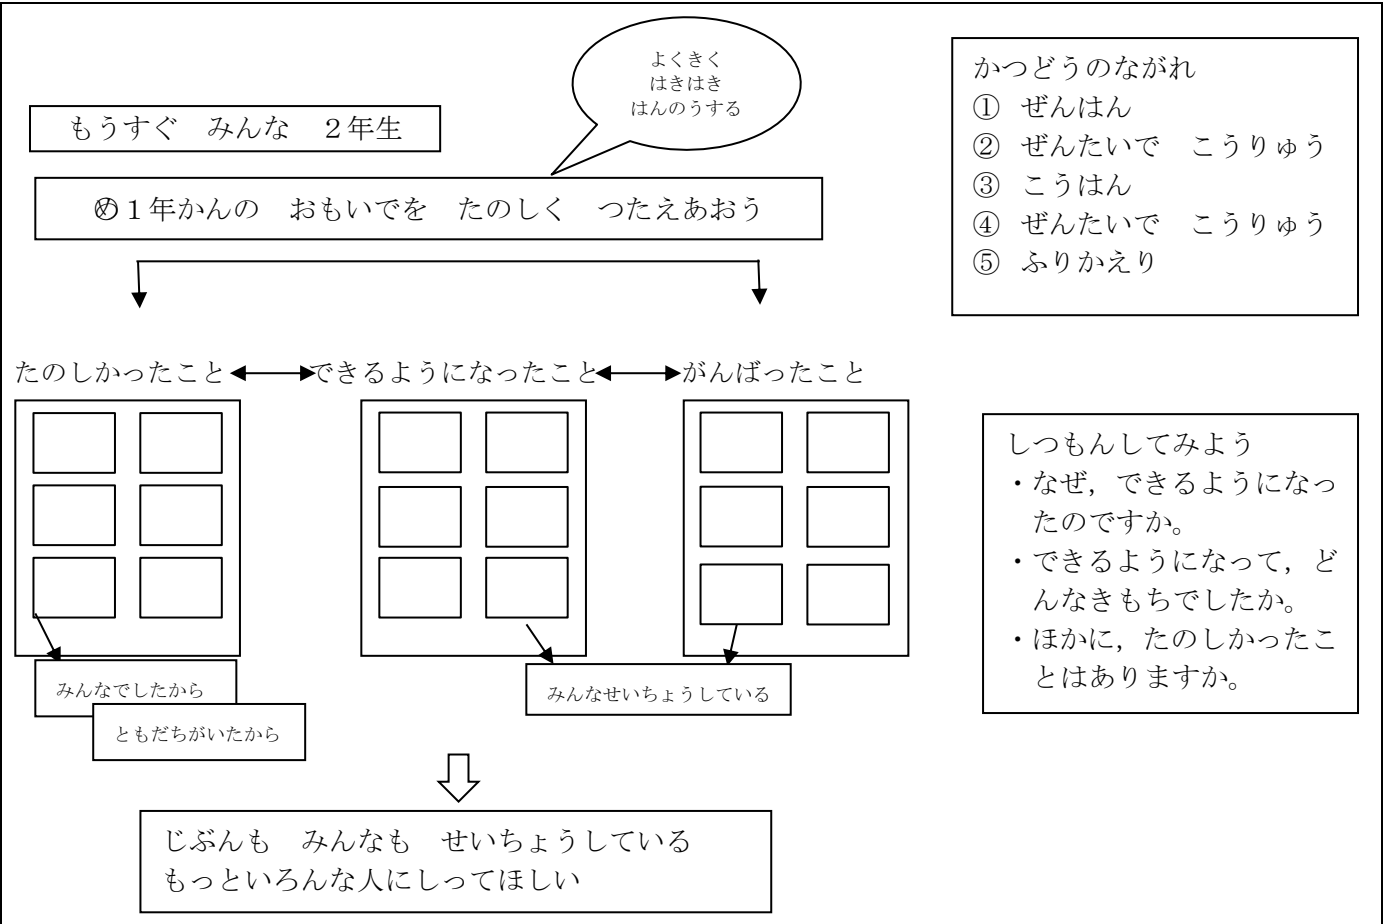 よくきく
はきはき
はんのうする
もうすぐ　みんな　２年生
㋱１年かんの　おもいでを　たのしく　つたえあおう
かつどうのながれ
①　ぜんはん
②　ぜんたいで　こうりゅう
③　こうはん
④　ぜんたいで　こうりゅう
⑤　ふりかえり
たのしかったこと
できるようになったこと
がんばったこと
しつもんしてみよう
・なぜ，できるようになっ
たのですか。
・できるようになって，ど
んなきもちでしたか。
・ほかに，たのしかったこ
とはありますか。
みんなでしたから
ともだちがいたから
みんなせいちょうしている
じぶんも　みんなも　せいちょうしている
もっといろんな人にしってほしい